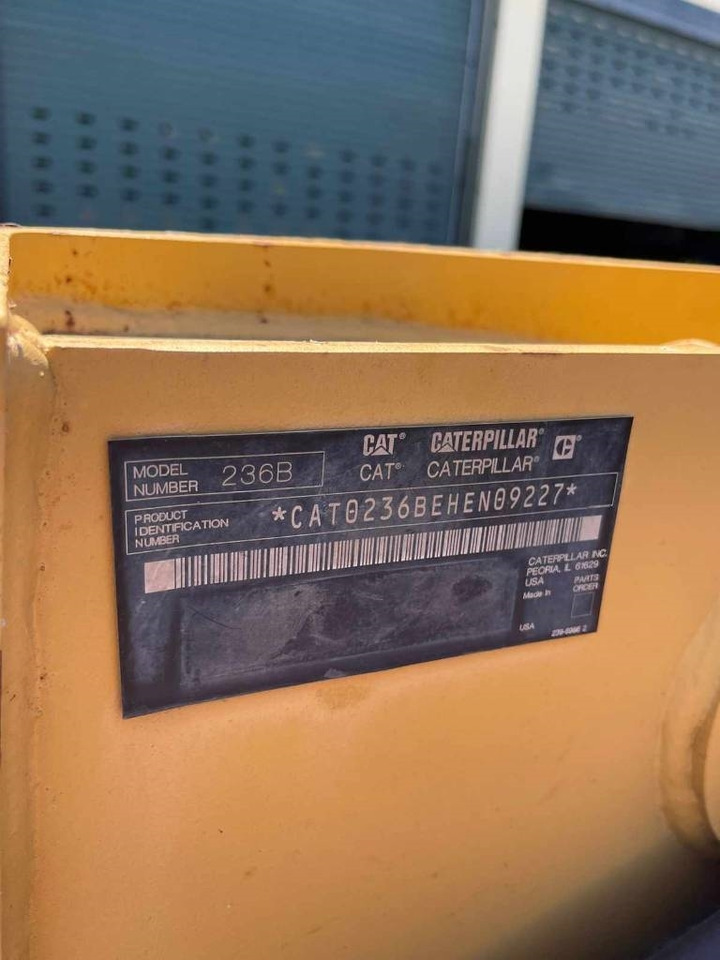 CAT® CATERPILLAR® C
CAT® CATERPILLAR®
MODEL NUMBER 236B
PRODUCT IDENTIFICATION NUMBER *CAT0236BEHEN09227*
CATERPILLAR INC.
PEORIA, IL 61629
USA
PARTS ORDER
Made in
USA